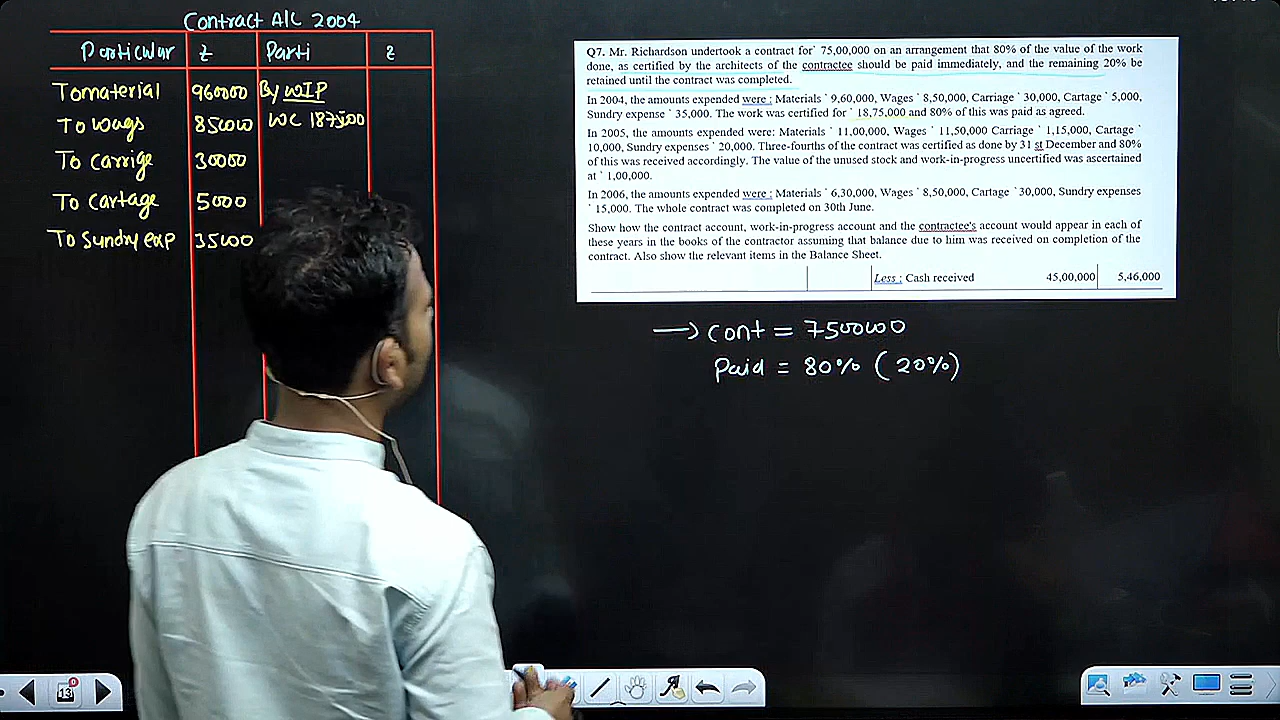 Contract A/C 2004
Particular ₹ Parti ₹
To material 960000 By WIP
To wags 850000 WC 1875000
To carrige 30000
To Cartage 5000
To Sundry exp 35000
Q7. Mr. Richardson undertook a contract for` 75,00,000 on an arrangement that 80% of the value of the work
done, as certified by the architects of the contractee should be paid immediately, and the remaining 20% be
retained until the contract was completed.
In 2004, the amounts expended were : Materials ` 9,60,000, Wages ` 8,50,000, Carriage ` 30,000, Cartage ` 5,000,
Sundry expense ` 35,000. The work was certified for ` 18,75,000 and 80% of this was paid as agreed.
In 2005, the amounts expended were: Materials ` 11,00,000, Wages ` 11,50,000 Carriage ` 1,15,000, Cartage `
10,000, Sundry expenses ` 20,000. Three-fourths of the contract was certified as done by 31 st December and 80%
of this was received accordingly. The value of the unused stock and work-in-progress uncertified was ascertained
at ` 1,00,000.
In 2006, the amounts expended were : Materials ` 6,30,000, Wages ` 8,50,000, Cartage ` 30,000, Sundry expenses
` 15,000. The whole contract was completed on 30th June.
Show how the contract account, work-in-progress account and the contractee's account would appear in each of
these years in the books of the contractor assuming that balance due to him was received on completion of the
contract. Also show the relevant items in the Balance Sheet.
Less : Cash received 45,00,000 5,46,000
→ cont = 7500000
Paid = 80% (20%)
13
0